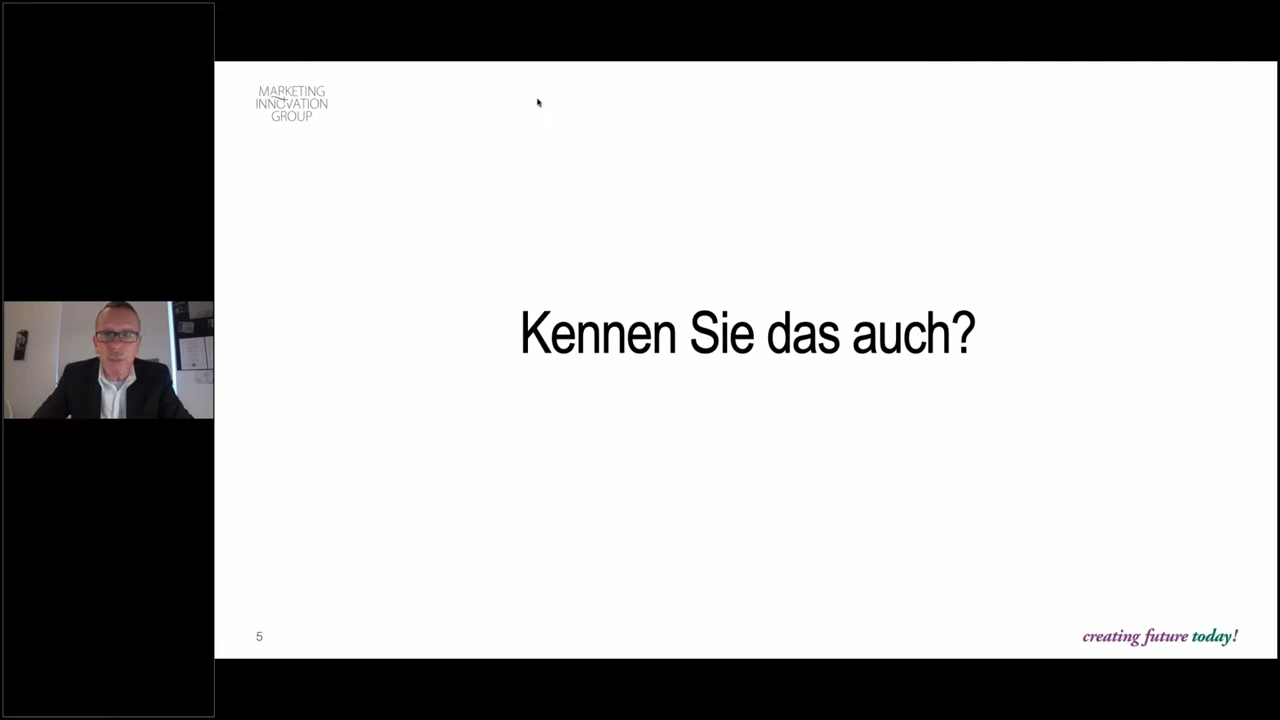 MARKETING
INNOVATION
GROUP
Kennen Sie das auch?
5
creating future today!